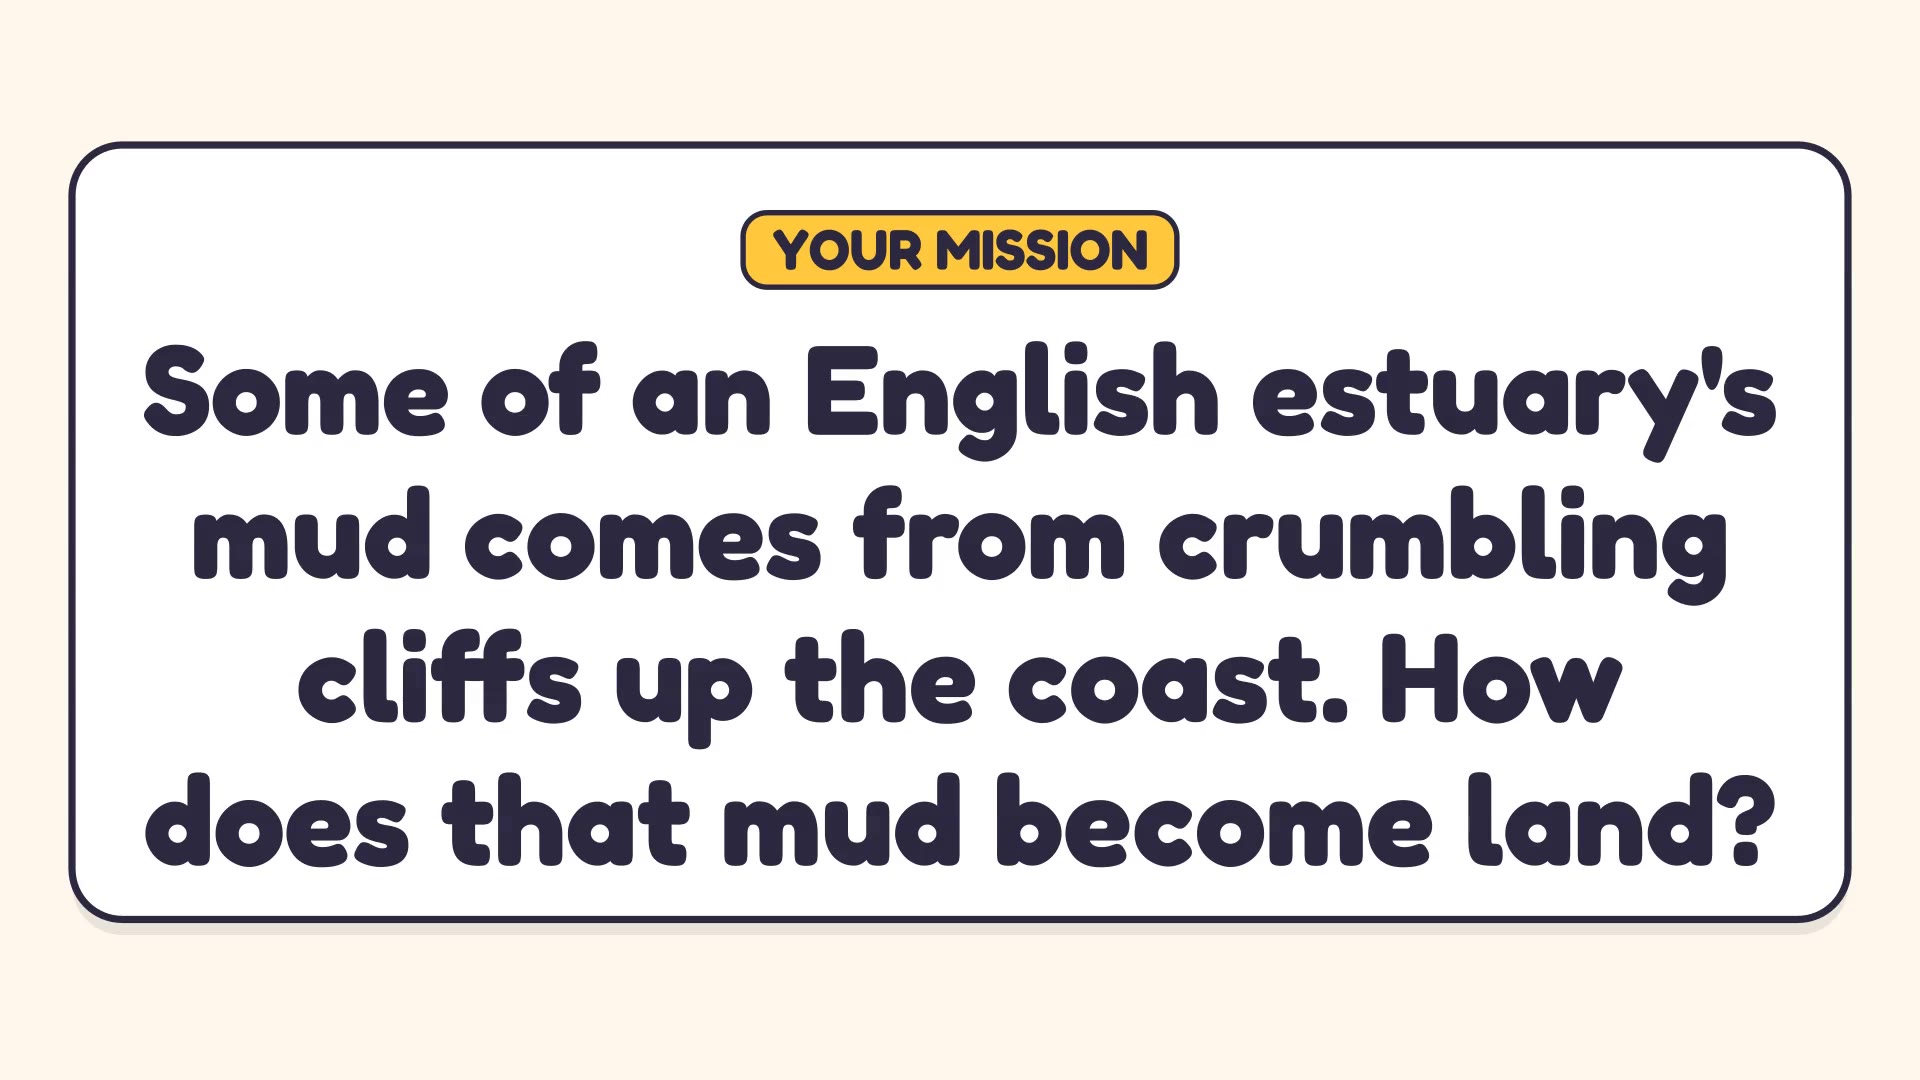 YOUR MISSION
Some of an English estuary's
mud comes from crumbling
cliffs up the coast. How
does that mud become land?